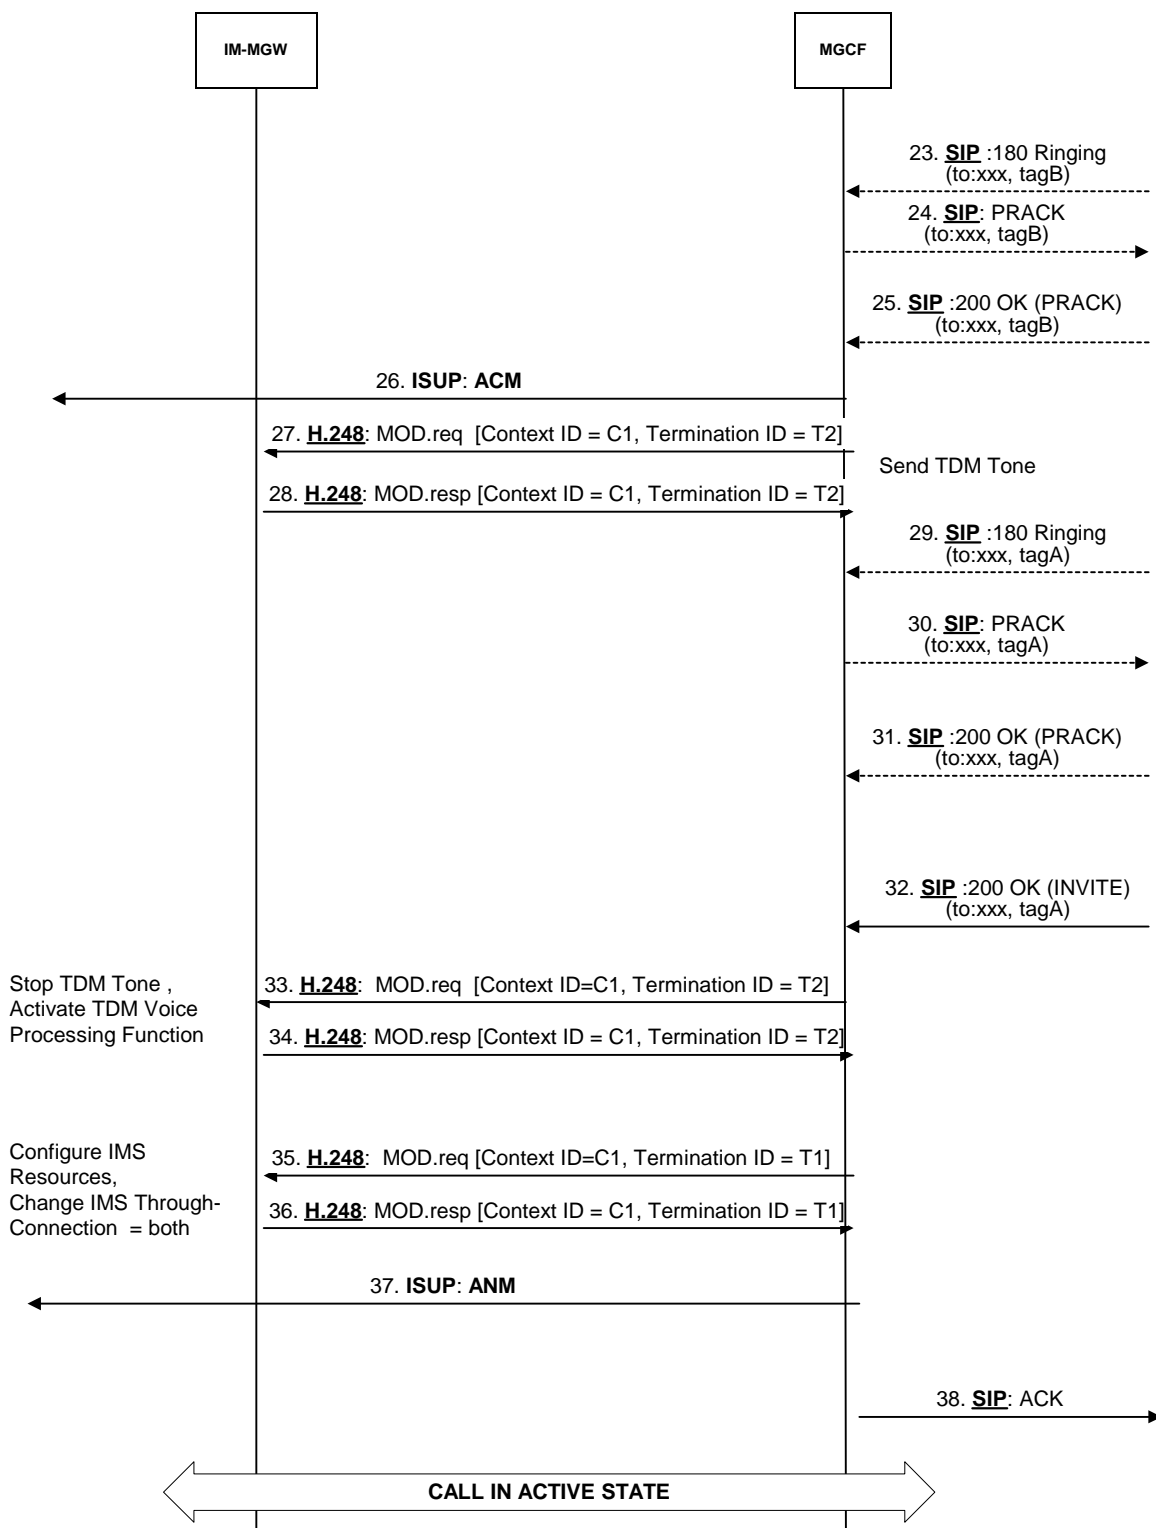 IM-MGW
MGCF
23. SIP :180 Ringing
(to:xxx, tagB)
24. SIP: PRACK
(to:xxx, tagB)
25. SIP :200 OK (PRACK)
(to:xxx, tagB)
26. ISUP: ACM
27. H.248: MOD.req [Context ID = C1, Termination ID = T2]
Send TDM Tone
28. H.248: MOD.resp [Context ID = C1, Termination ID = T2]
29. SIP :180 Ringing
(to:xxx, tagA)
30. SIP: PRACK
(to:xxx, tagA)
31. SIP :200 OK (PRACK)
(to:xxx, tagA)
32. SIP :200 OK (INVITE)
(to:xxx, tagA)
Stop TDM Tone ,
Activate TDM Voice
Processing Function
33. H.248: MOD.req [Context ID=C1, Termination ID = T2]
34. H.248: MOD.resp [Context ID = C1, Termination ID = T2]
Configure IMS
Resources,
Change IMS Through-
Connection = both
35. H.248: MOD.req [Context ID=C1, Termination ID = T1]
36. H.248: MOD.resp [Context ID = C1, Termination ID = T1]
37. ISUP: ANM
38. SIP: ACK
CALL IN ACTIVE STATE